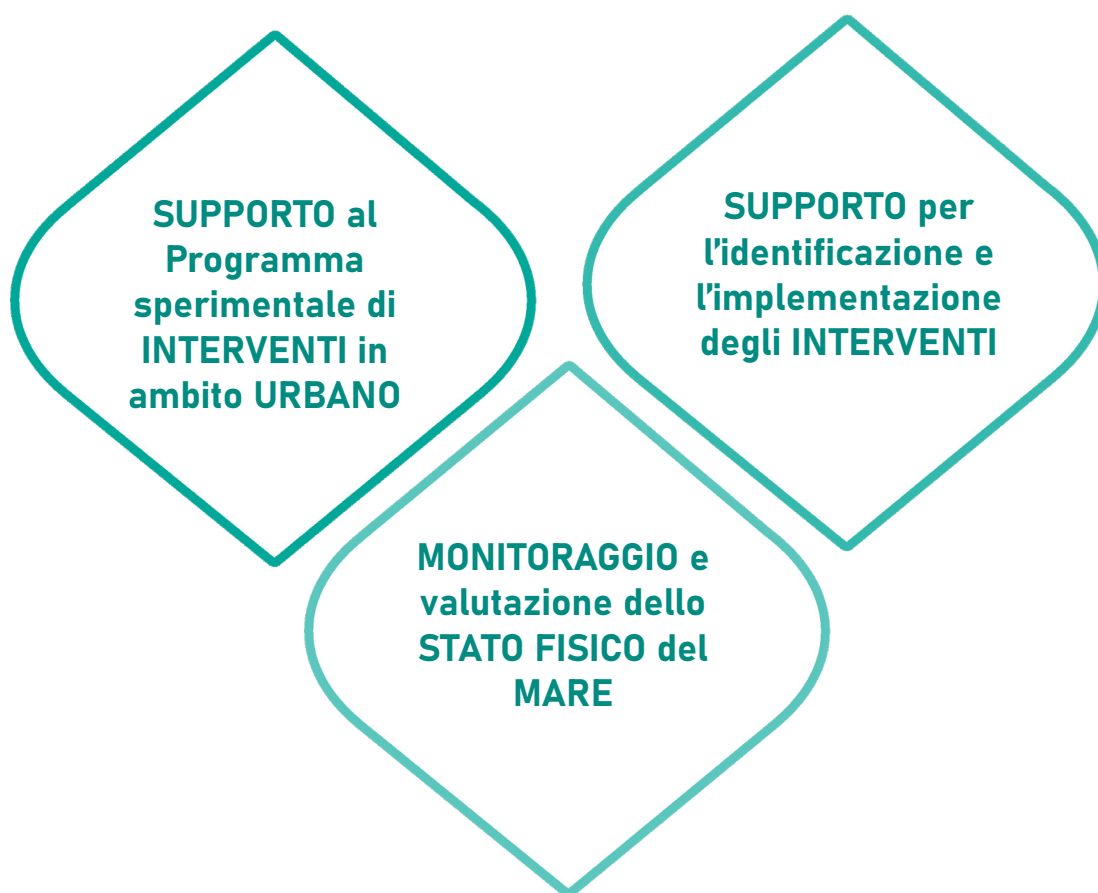 SUPPORTO al
Programma
sperimentale di
INTERVENTI in
ambito URBANO
SUPPORTO per
l’identificazione e
l’implementazione
degli INTERVENTI
MONITORAGGIO e
valutazione dello
STATO FISICO del
MARE